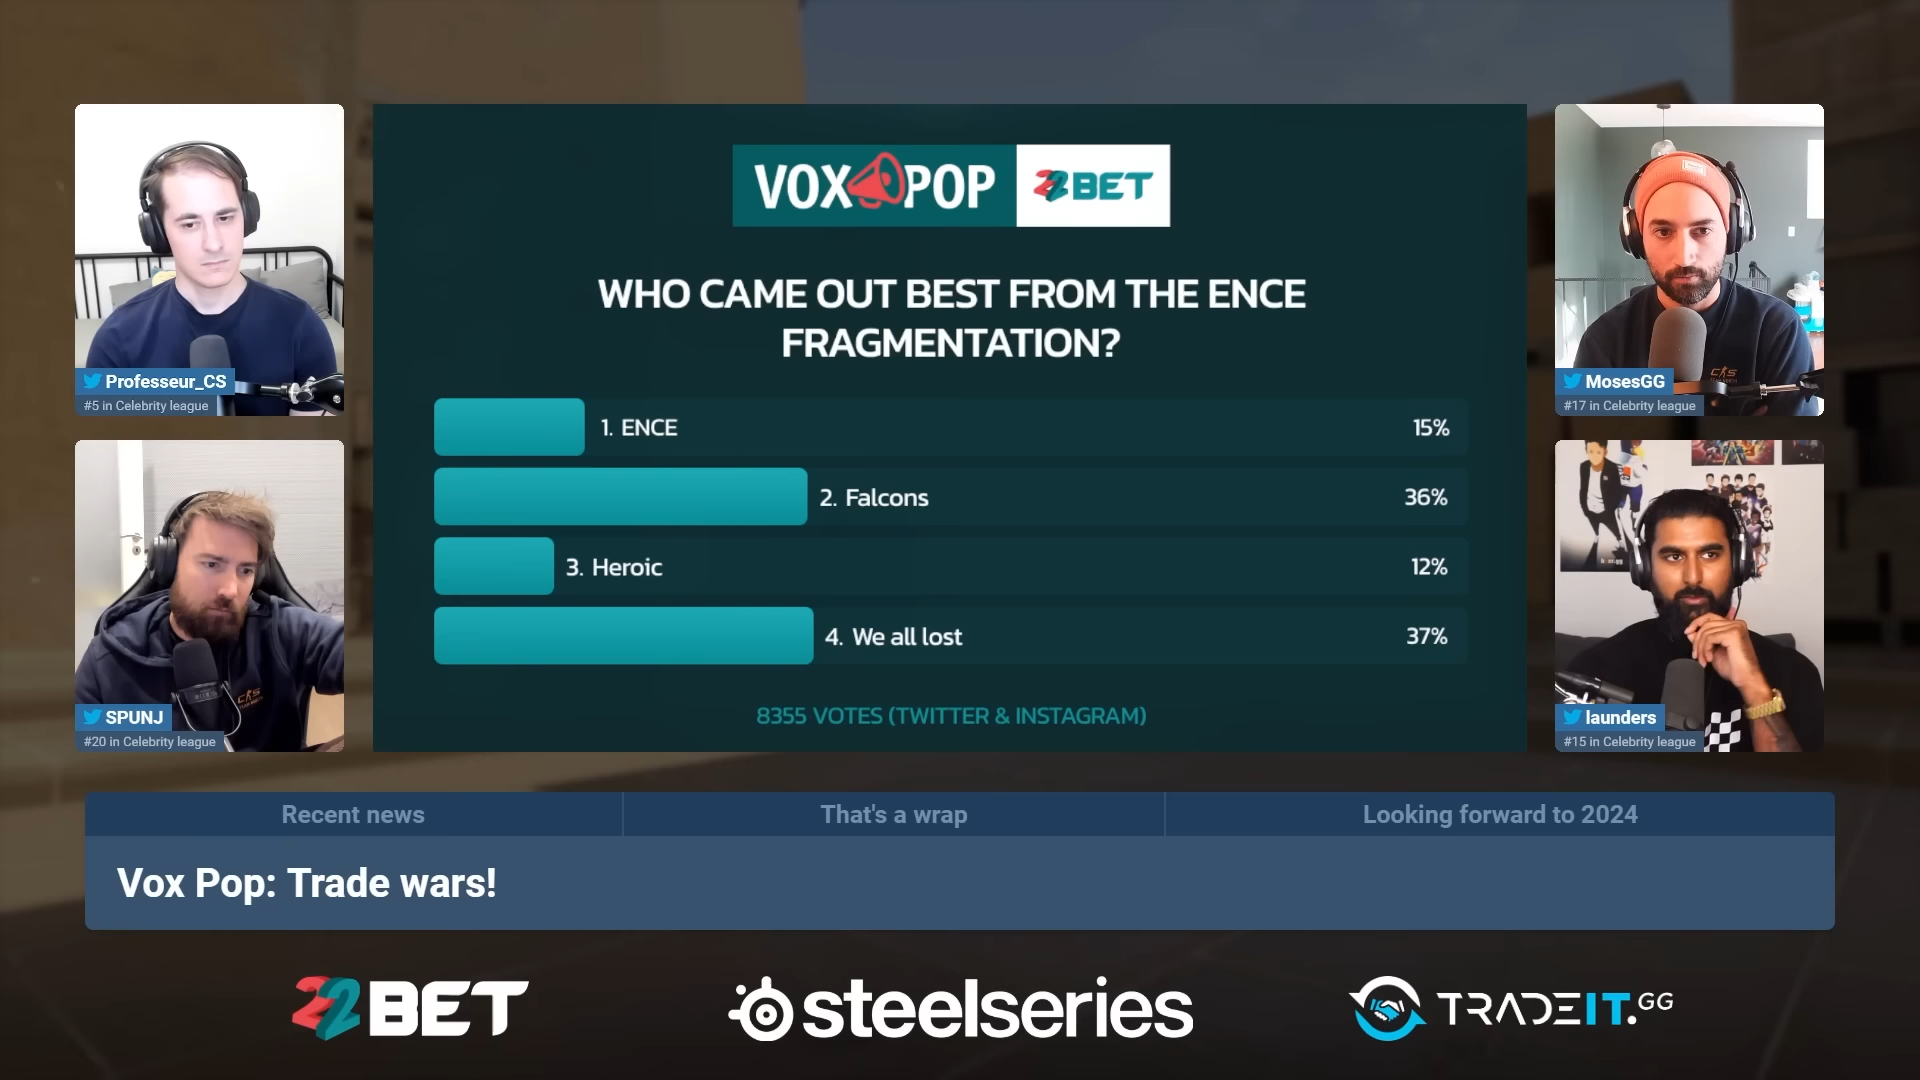 VOX POP 22BET
WHO CAME OUT BEST FROM THE ENCE
FRAGMENTATION?
1. ENCE 15%
2. Falcons 36%
3. Heroic 12%
4. We all lost 37%
8355 VOTES (TWITTER & INSTAGRAM)
Professeur_CS
#5 in Celebrity league
SPUNJ
#20 in Celebrity league
MosesGG
#17 in Celebrity league
launders
#15 in Celebrity league
Recent news
That's a wrap
Looking forward to 2024
Vox Pop: Trade wars!
22BET
steelseries
TRADEIT.GG